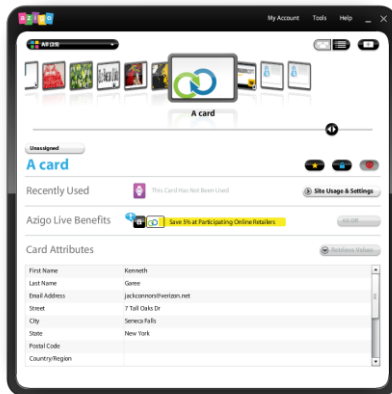 azigo
My Account Tools Help
All (25)
A card
Unassigned
A card
Recently Used This Card Has Not Been Used Site Usage & Settings
Azigo Live Benefits Save 5% at Participating Online Retailers
Card Attributes Retrieve Values
First Name Kenneth
Last Name Garee
Email Address jackconnors@verizon.net
Street 7 Tall Oaks Dr
City Seneca Falls
State New York
Postal Code
Country/Region